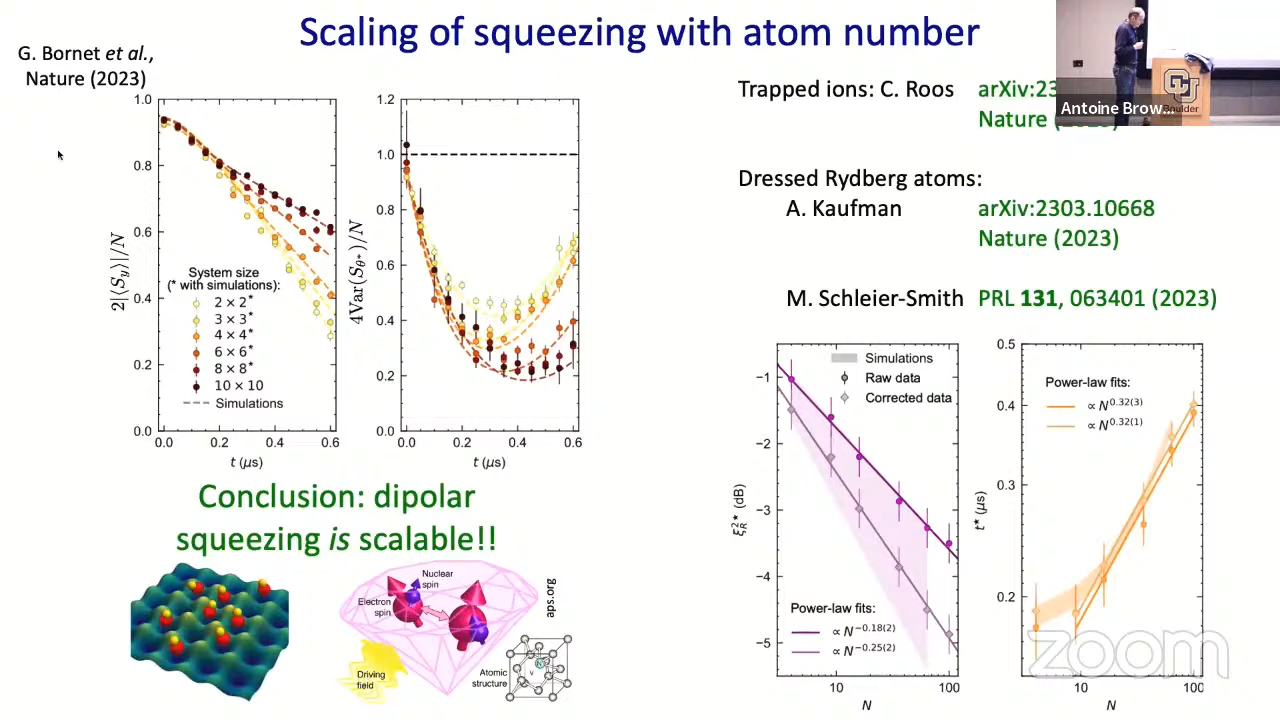 Scaling of squeezing with atom number
G. Bornet et al.,
Nature (2023)
1.0
0.8
0.6
0.4
0.2
0.0
2|⟨S_y⟩|/N
System size
(* with simulations):
2 × 2*
3 × 3*
4 × 4*
6 × 6*
8 × 8*
10 × 10
Simulations
0.0 0.2 0.4 0.6
t (μs)
1.2
1.0
0.8
0.6
0.4
0.2
0.0
4Var(S_θ*)/N
0.0 0.2 0.4 0.6
t (μs)
Trapped ions: C. Roos arXiv:23
Nature
Antoine Brow...
Boulder
Dressed Rydberg atoms:
A. Kaufman arXiv:2303.10668
Nature (2023)
M. Schleier-Smith PRL 131, 063401 (2023)
Conclusion: dipolar
squeezing is scalable!!
Nuclear
spin
Electron
spin
Driving
field
Atomic
structure
N
V
aps.org
−1
−2
−3
−4
−5
ξ_R^2* (dB)
Simulations
Raw data
Corrected data
Power-law fits:
∝ N^−0.18(2)
∝ N^−0.25(2)
10 100
N
0.5
0.4
0.3
0.2
t* (μs)
Power-law fits:
∝ N^0.32(3)
∝ N^0.32(1)
10 100
N
zoom